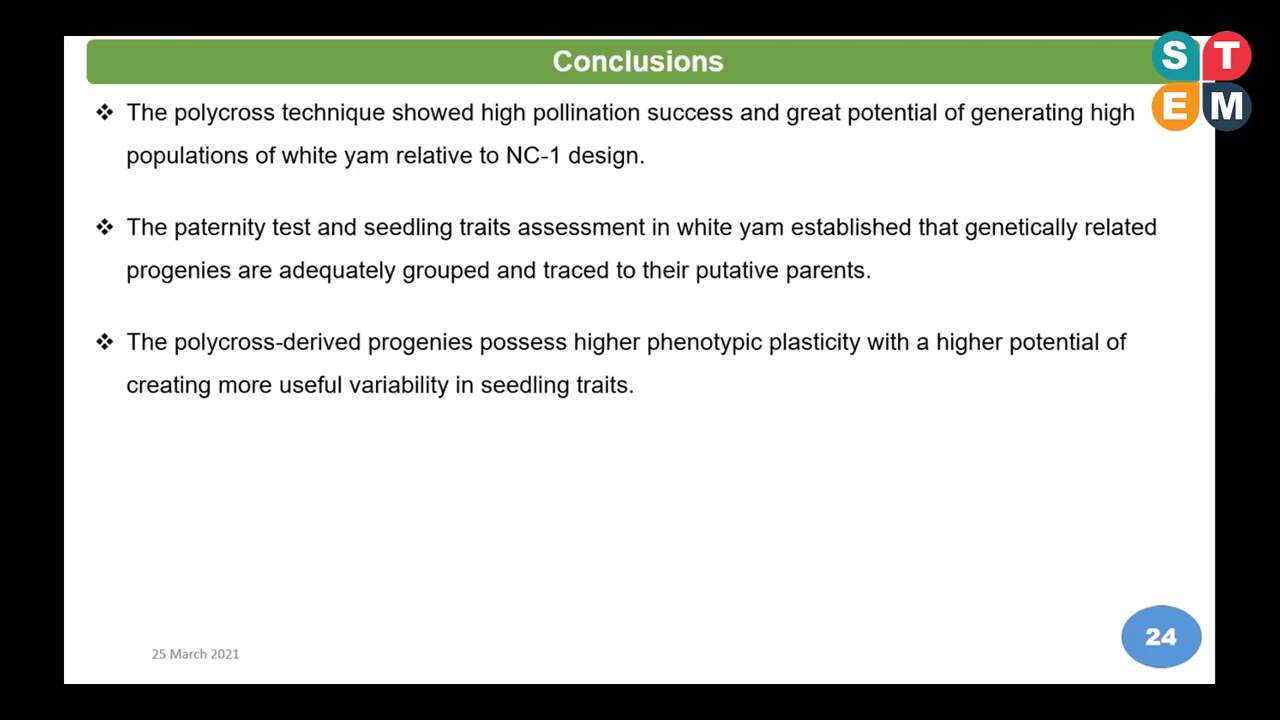 Conclusions
S T
E M
❖ The polycross technique showed high pollination success and great potential of generating high
populations of white yam relative to NC-1 design.
❖ The paternity test and seedling traits assessment in white yam established that genetically related
progenies are adequately grouped and traced to their putative parents.
❖ The polycross-derived progenies possess higher phenotypic plasticity with a higher potential of
creating more useful variability in seedling traits.
24
25 March 2021